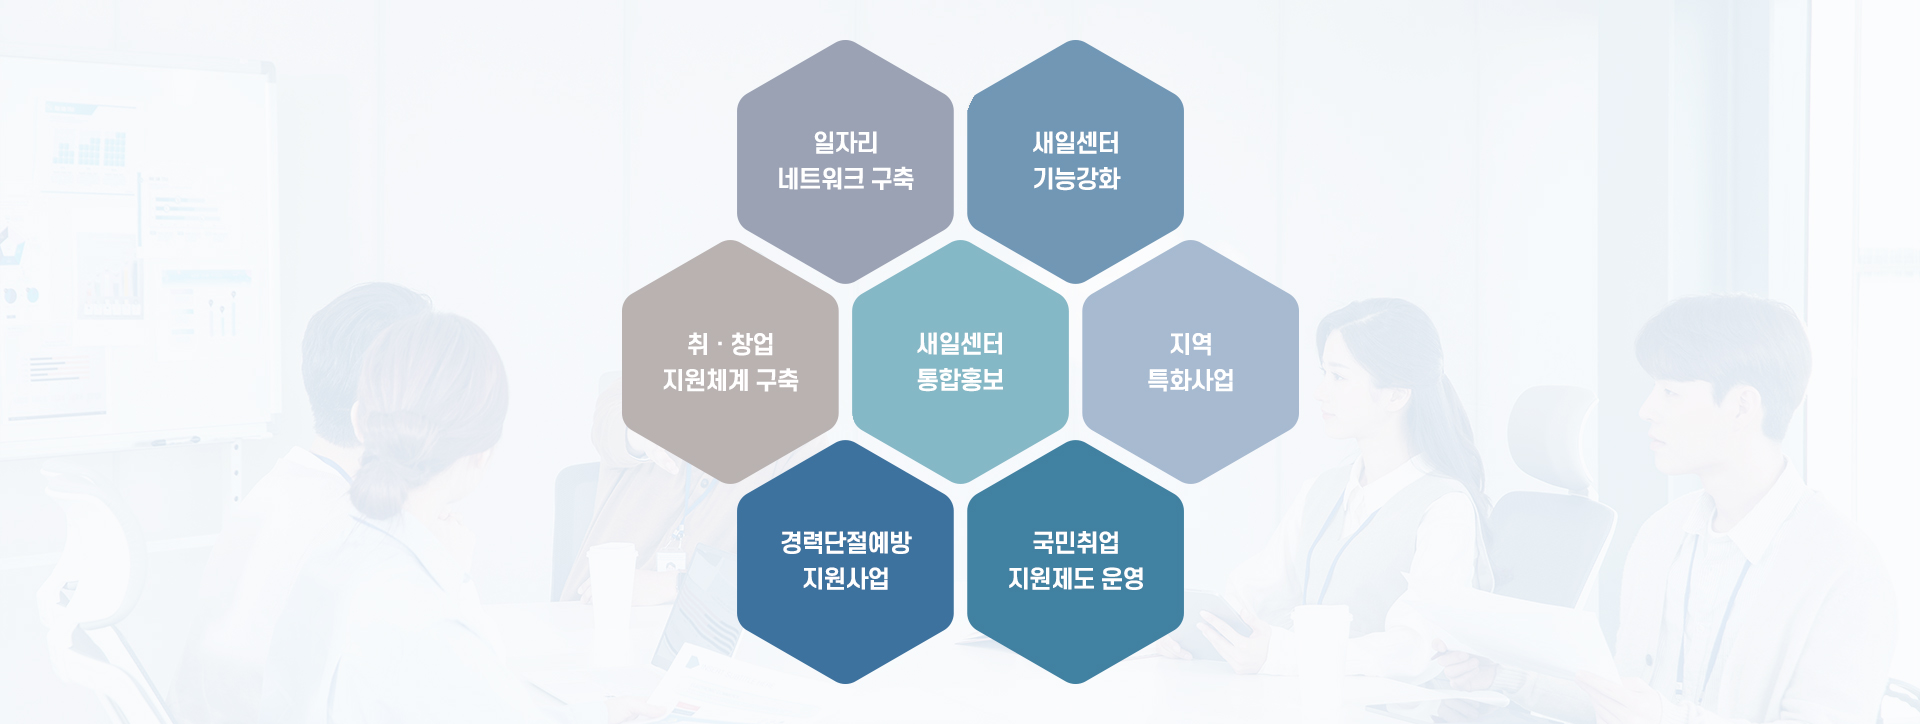 일자리
네트워크 구축
새일센터
기능강화
취 · 창업
지원체계 구축
새일센터
통합홍보
지역
특화사업
경력단절예방
지원사업
국민취업
지원제도 운영